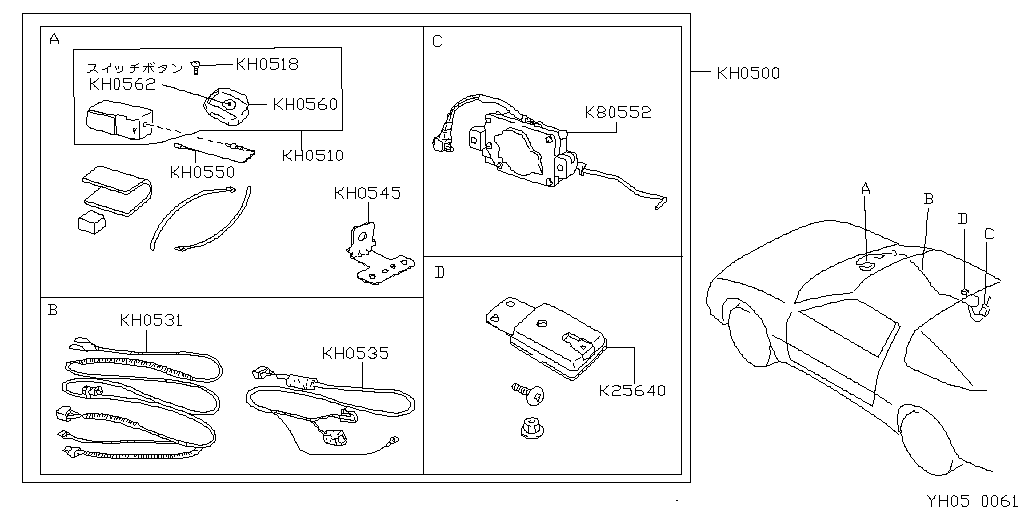 A
スイッチボタン
KH0518
KH0562
KH0560
KH0510
KH0550
KH0545
B
KH0531
KH0535
C
K80552
D
K25640
KH0500
A
B
D
C
YH05 0061